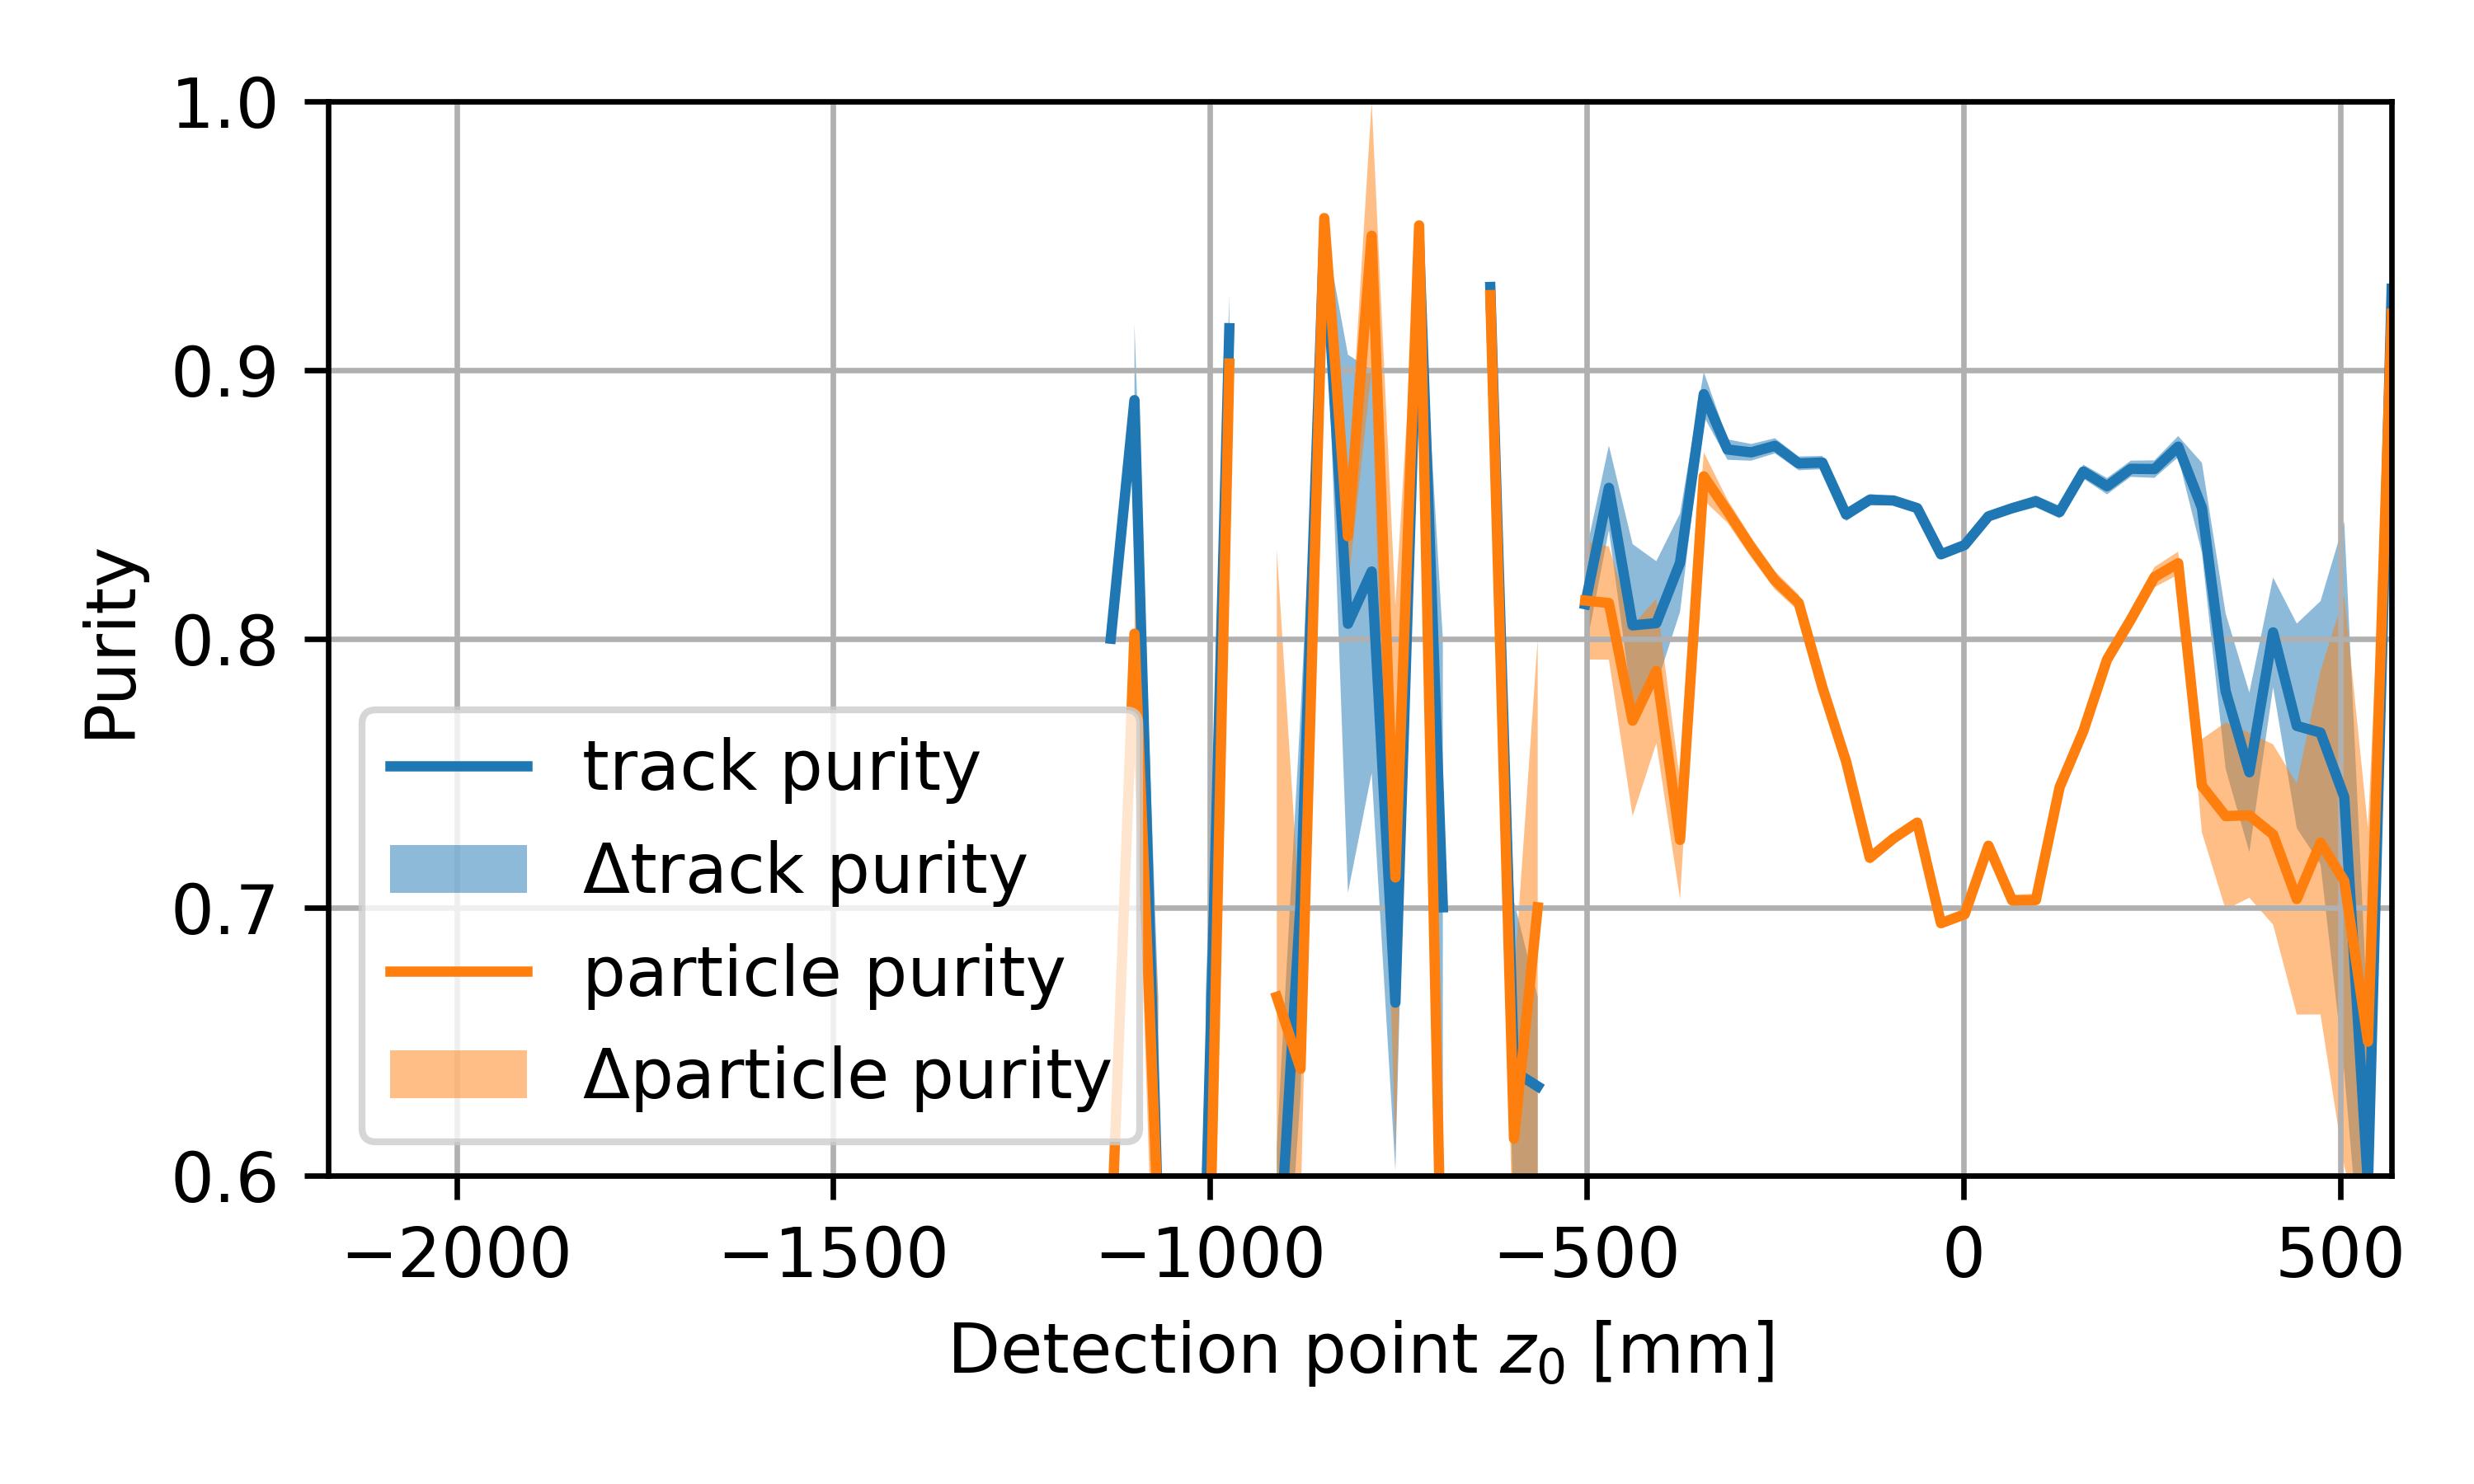 1.0
0.9
0.8
0.7
0.6
Purity
track purity
Δtrack purity
particle purity
Δparticle purity
−2000 −1500 −1000 −500 0 500
Detection point z₀ [mm]